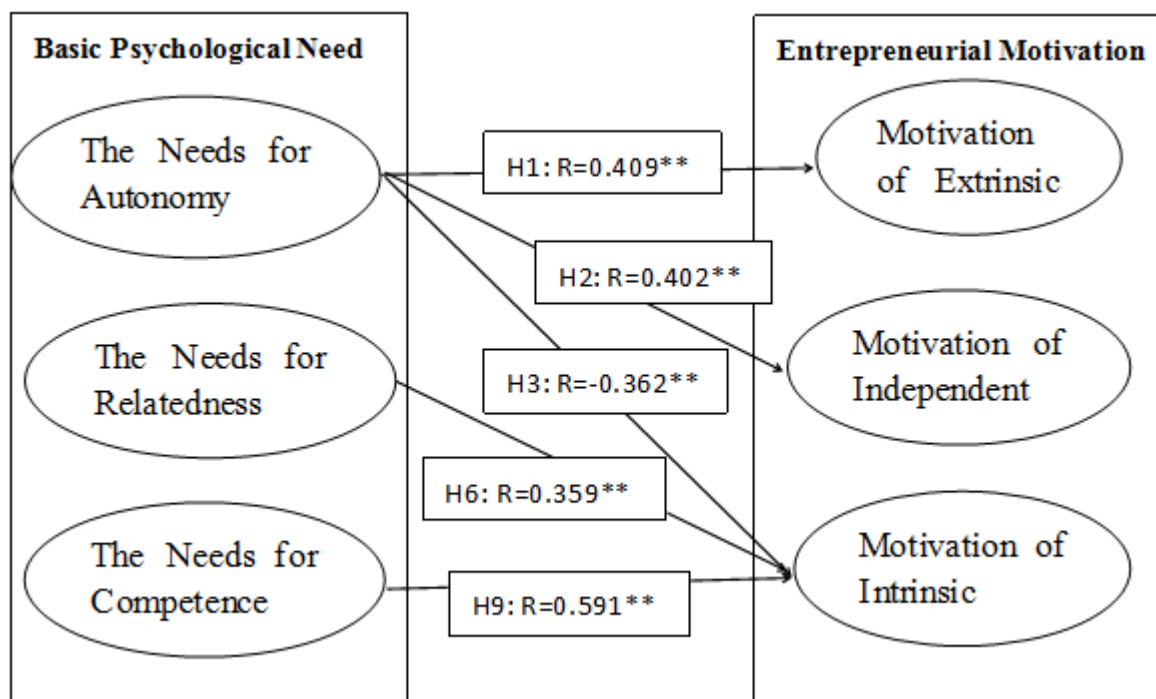 Basic Psychological Need
The Needs for
Autonomy
The Needs for
Relatedness
The Needs for
Competence
H1: R=0.409**
H2: R=0.402**
H3: R=-0.362**
H6: R=0.359**
H9: R=0.591**
Entrepreneurial Motivation
Motivation
of Extrinsic
Motivation of
Independent
Motivation of
Intrinsic